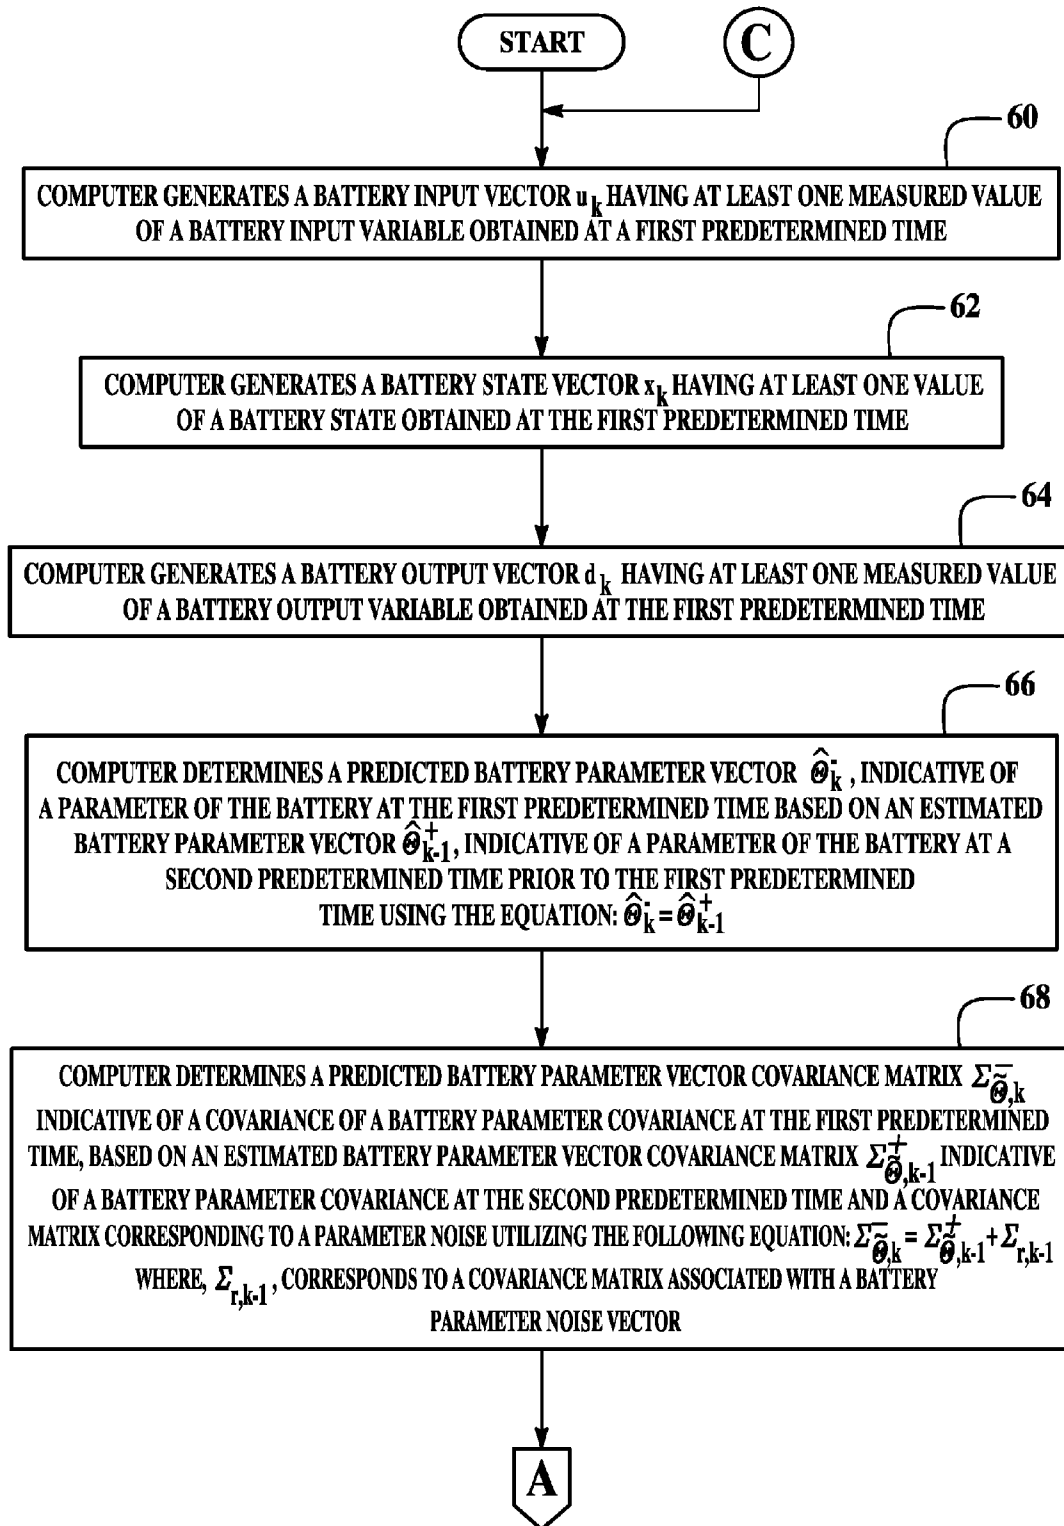 START
C
60
COMPUTER GENERATES A BATTERY INPUT VECTOR u_k HAVING AT LEAST ONE MEASURED VALUE
OF A BATTERY INPUT VARIABLE OBTAINED AT A FIRST PREDETERMINED TIME
62
COMPUTER GENERATES A BATTERY STATE VECTOR x_k HAVING AT LEAST ONE VALUE
OF A BATTERY STATE OBTAINED AT THE FIRST PREDETERMINED TIME
64
COMPUTER GENERATES A BATTERY OUTPUT VECTOR d_k HAVING AT LEAST ONE MEASURED VALUE
OF A BATTERY OUTPUT VARIABLE OBTAINED AT THE FIRST PREDETERMINED TIME
66
COMPUTER DETERMINES A PREDICTED BATTERY PARAMETER VECTOR Θ̂_k^-, INDICATIVE OF
A PARAMETER OF THE BATTERY AT THE FIRST PREDETERMINED TIME BASED ON AN ESTIMATED
BATTERY PARAMETER VECTOR Θ̂_k-1^+, INDICATIVE OF A PARAMETER OF THE BATTERY AT A
SECOND PREDETERMINED TIME PRIOR TO THE FIRST PREDETERMINED
TIME USING THE EQUATION: Θ̂_k^- = Θ̂_k-1^+
68
COMPUTER DETERMINES A PREDICTED BATTERY PARAMETER VECTOR COVARIANCE MATRIX Σ_Θ̃,k^-
INDICATIVE OF A COVARIANCE OF A BATTERY PARAMETER COVARIANCE AT THE FIRST PREDETERMINED
TIME, BASED ON AN ESTIMATED BATTERY PARAMETER VECTOR COVARIANCE MATRIX Σ_Θ̃,k-1^+ INDICATIVE
OF A BATTERY PARAMETER COVARIANCE AT THE SECOND PREDETERMINED TIME AND A COVARIANCE
MATRIX CORRESPONDING TO A PARAMETER NOISE UTILIZING THE FOLLOWING EQUATION: Σ_Θ̃,k^- = Σ_Θ̃,k-1^+ + Σ_r,k-1
WHERE, Σ_r,k-1, CORRESPONDS TO A COVARIANCE MATRIX ASSOCIATED WITH A BATTERY
PARAMETER NOISE VECTOR
A